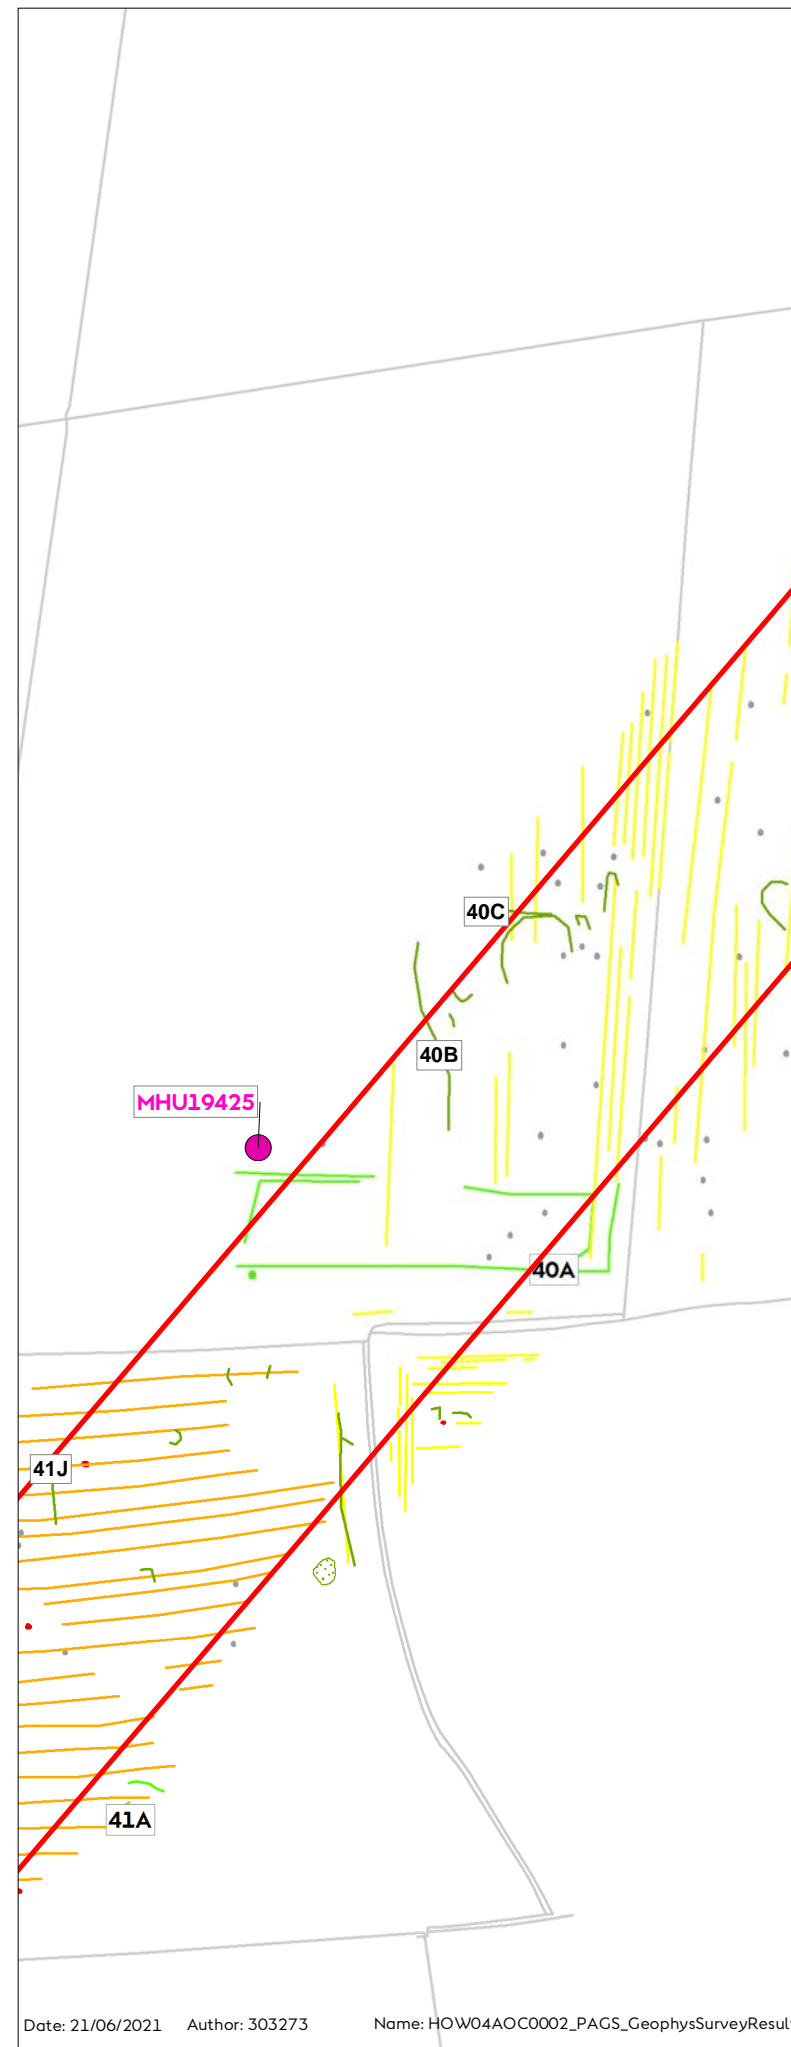 40C
40B
MHU19425
40A
41J
41A
Date: 21/06/2021 Author: 303273 Name: HOW04AOC0002_PAGS_GeophysSurveyResul